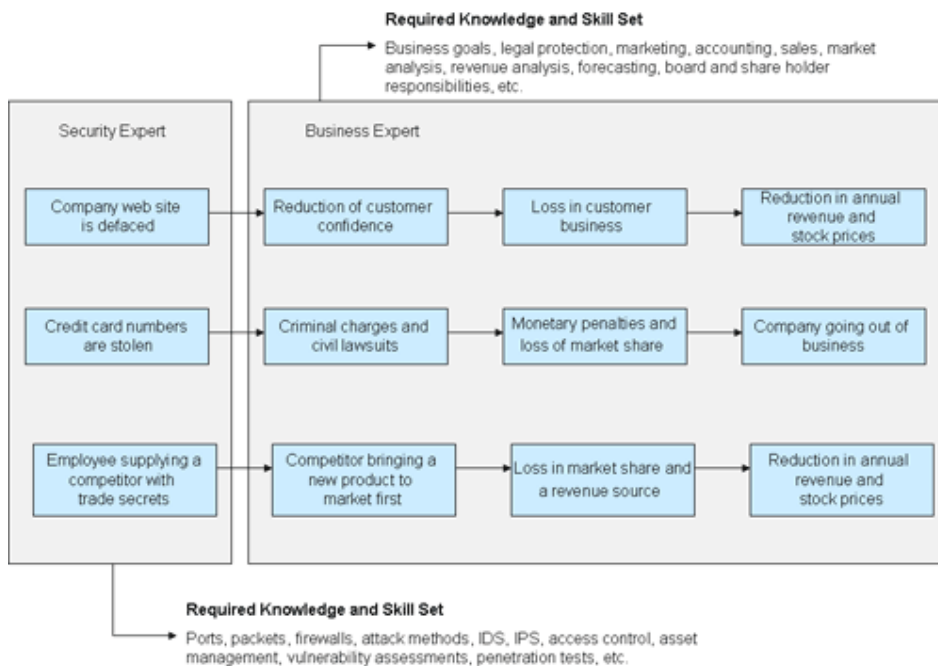 Required Knowledge and Skill Set
Business goals, legal protection, marketing, accounting, sales, market
analysis, revenue analysis, forecasting, board and share holder
responsibilities, etc.
Security Expert
Business Expert
Company web site
is defaced
Reduction of customer
confidence
Loss in customer
business
Reduction in annual
revenue and
stock prices
Credit card numbers
are stolen
Criminal charges and
civil lawsuits
Monetary penalties and
loss of market share
Company going out of
business
Employee supplying a
competitor with
trade secrets
Competitor bringing a
new product to
market first
Loss in market share and
a revenue source
Reduction in annual
revenue and
stock prices
Required Knowledge and Skill Set
Ports, packets, firewalls, attack methods, IDS, IPS, access control, asset
management, vulnerability assessments, penetration tests, etc.